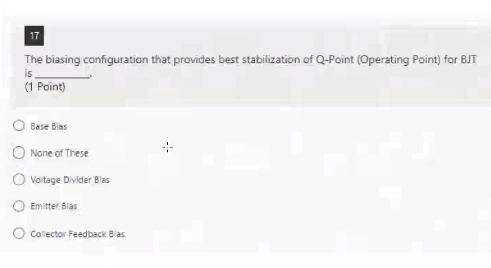 17
The biasing configuration that provides best stabilization of Q-Point (Operating Point) for BJT
is __________.
(1 Point)
Base Bias
None of These
Voltage Divider Bias
Emitter Bias
Collector Feedback Bias